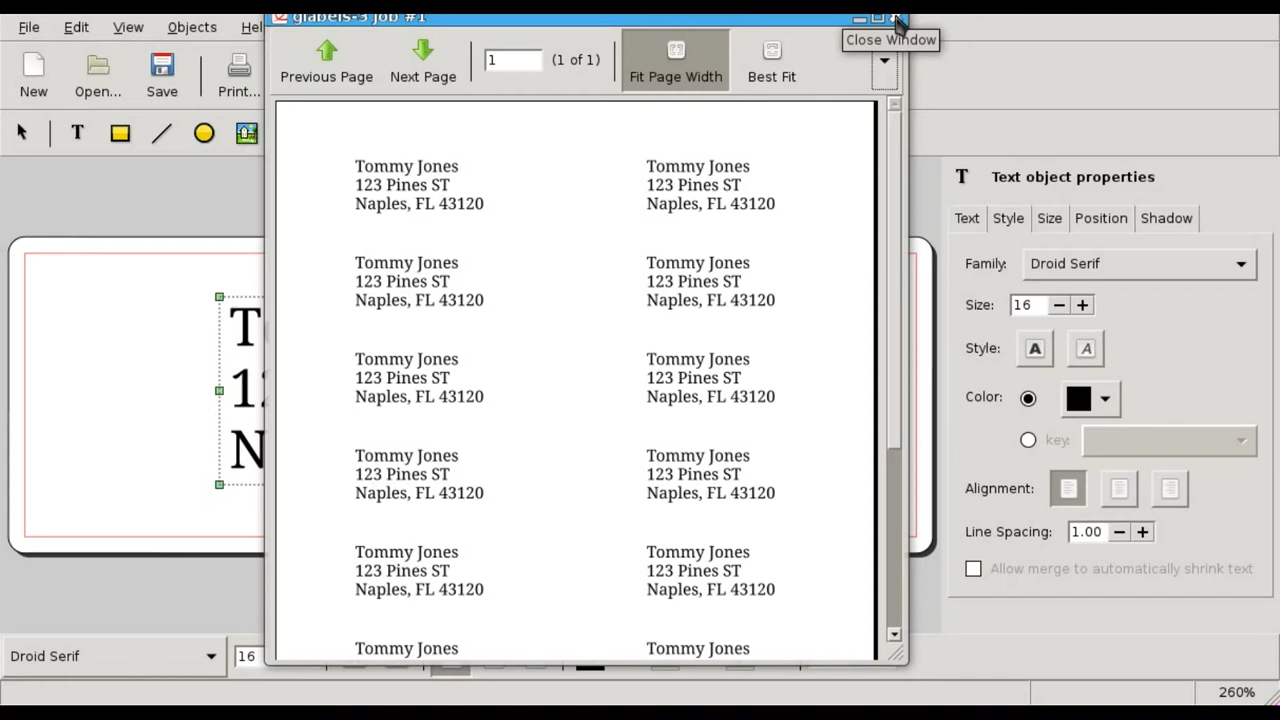 glabels-3 job #1
Close Window
File Edit View Objects Hel
New Open... Save Print...
Previous Page Next Page 1 (1 of 1) Fit Page Width Best Fit
T
Tommy Jones
123 Pines ST
Naples, FL 43120
Tommy Jones
123 Pines ST
Naples, FL 43120
Tommy Jones
123 Pines ST
Naples, FL 43120
Tommy Jones
123 Pines ST
Naples, FL 43120
Tommy Jones
123 Pines ST
Naples, FL 43120
Tommy Jones
123 Pines ST
Naples, FL 43120
Tommy Jones
123 Pines ST
Naples, FL 43120
Tommy Jones
123 Pines ST
Naples, FL 43120
Tommy Jones
123 Pines ST
Naples, FL 43120
Tommy Jones
123 Pines ST
Naples, FL 43120
Tommy Jones
Tommy Jones
T
12
N
T Text object properties
Text Style Size Position Shadow
Family: Droid Serif
Size: 16
Style: A A
Color:
key:
Alignment:
Line Spacing: 1.00
Allow merge to automatically shrink text
Droid Serif 16
260%